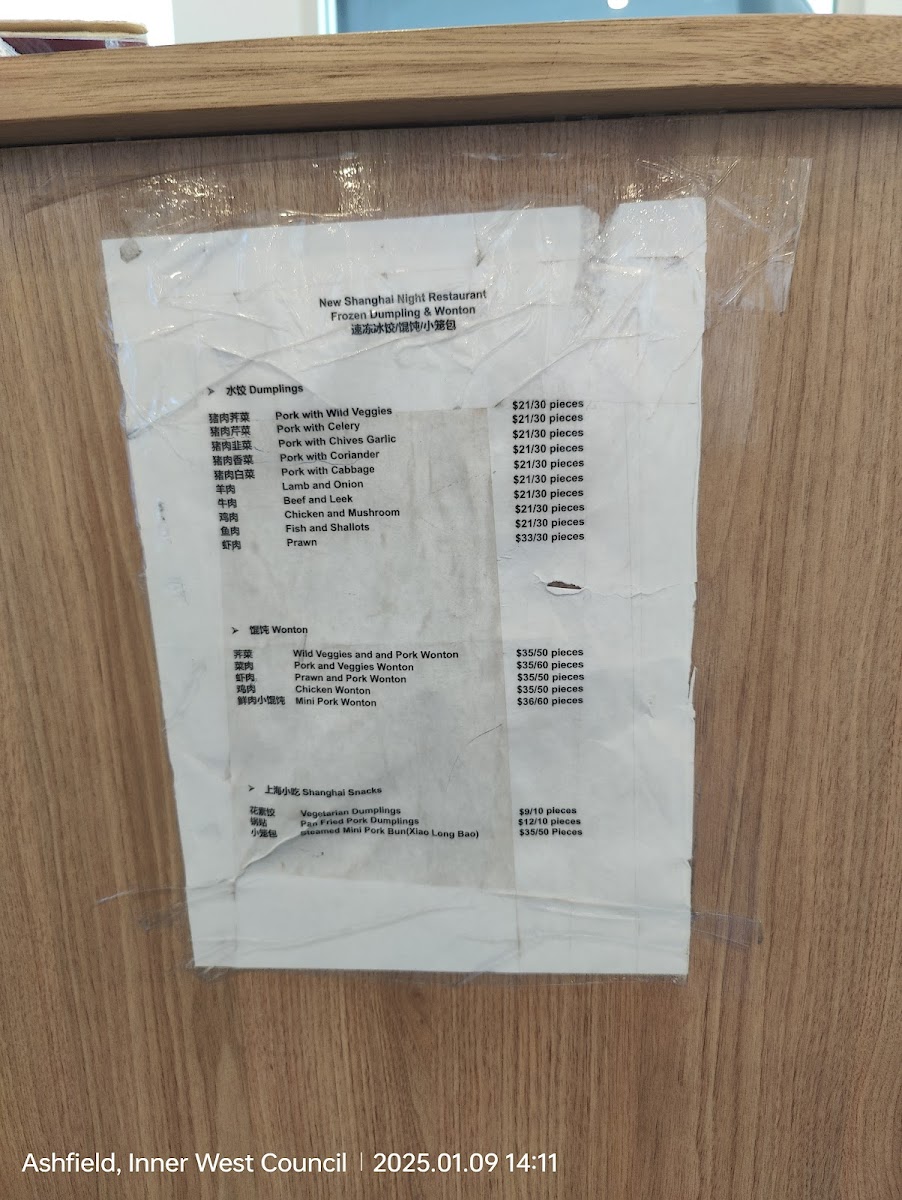 New Shanghai Night Restaurant
Frozen Dumpling & Wonton
速冻冰饺/馄饨/小笼包
➢ 水饺 Dumplings
猪肉荠菜 Pork with Wild Veggies $21/30 pieces
猪肉芹菜 Pork with Celery $21/30 pieces
猪肉韭菜 Pork with Chives Garlic $21/30 pieces
猪肉香菜 Pork with Coriander $21/30 pieces
猪肉白菜 Pork with Cabbage $21/30 pieces
羊肉 Lamb and Onion $21/30 pieces
牛肉 Beef and Leek $21/30 pieces
鸡肉 Chicken and Mushroom $21/30 pieces
鱼肉 Fish and Shallots $21/30 pieces
虾肉 Prawn $33/30 pieces
➢ 馄饨 Wonton
荠菜 Wild Veggies and and Pork Wonton $35/50 pieces
菜肉 Pork and Veggies Wonton $35/60 pieces
虾肉 Prawn and Pork Wonton $35/50 pieces
鸡肉 Chicken Wonton $35/50 pieces
鲜肉小馄饨 Mini Pork Wonton $36/60 pieces
➢ 上海小吃 Shanghai Snacks
花素饺 Vegetarian Dumplings $9/10 pieces
锅贴 Pan Fried Pork Dumplings $12/10 pieces
小笼包 Steamed Mini Pork Bun(Xiao Long Bao) $35/50 Pieces
Ashfield, Inner West Council | 2025.01.09 14:11